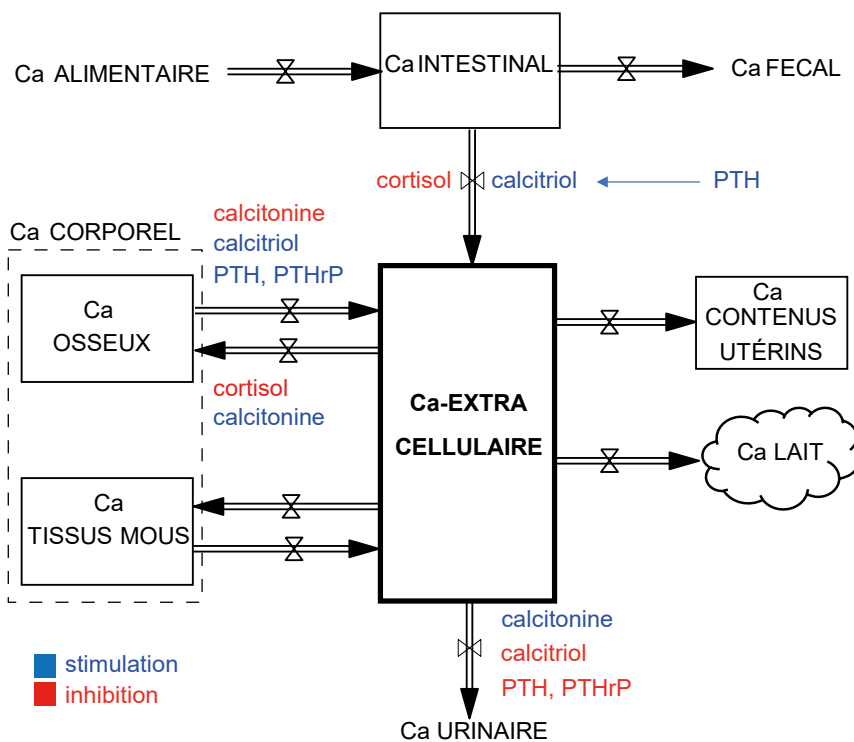 Ca ALIMENTAIRE
Ca INTESTINAL
Ca FECAL
cortisol
calcitriol
PTH
Ca CORPOREL
calcitonine
calcitriol
PTH, PTHrP
Ca
OSSEUX
cortisol
calcitonine
Ca
TISSUS MOUS
Ca-EXTRA
CELLULAIRE
Ca
CONTENUS
UTÉRINS
Ca LAIT
calcitonine
calcitriol
PTH, PTHrP
Ca URINAIRE
stimulation
inhibition